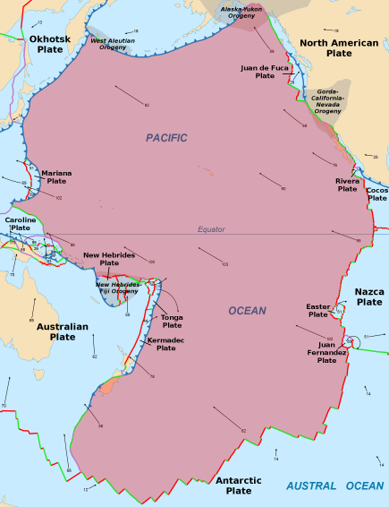 Alaska-Yukon
Orogeny
Okhotsk
Plate
West Aleutian
Orogeny
North American
Plate
Juan de Fuca
Plate
Gorda-
California-
Nevada
Orogeny
PACIFIC
Mariana
Plate
Rivera
Plate
Cocos
Plate
Caroline
Plate
Equator
New Hebrides
Plate
New Hebrides-
Fiji Orogeny
Nazca
Plate
Easter
Plate
OCEAN
Tonga
Plate
Australian
Plate
Kermadec
Plate
Juan
Fernandez
Plate
Antarctic
Plate
AUSTRAL OCEAN